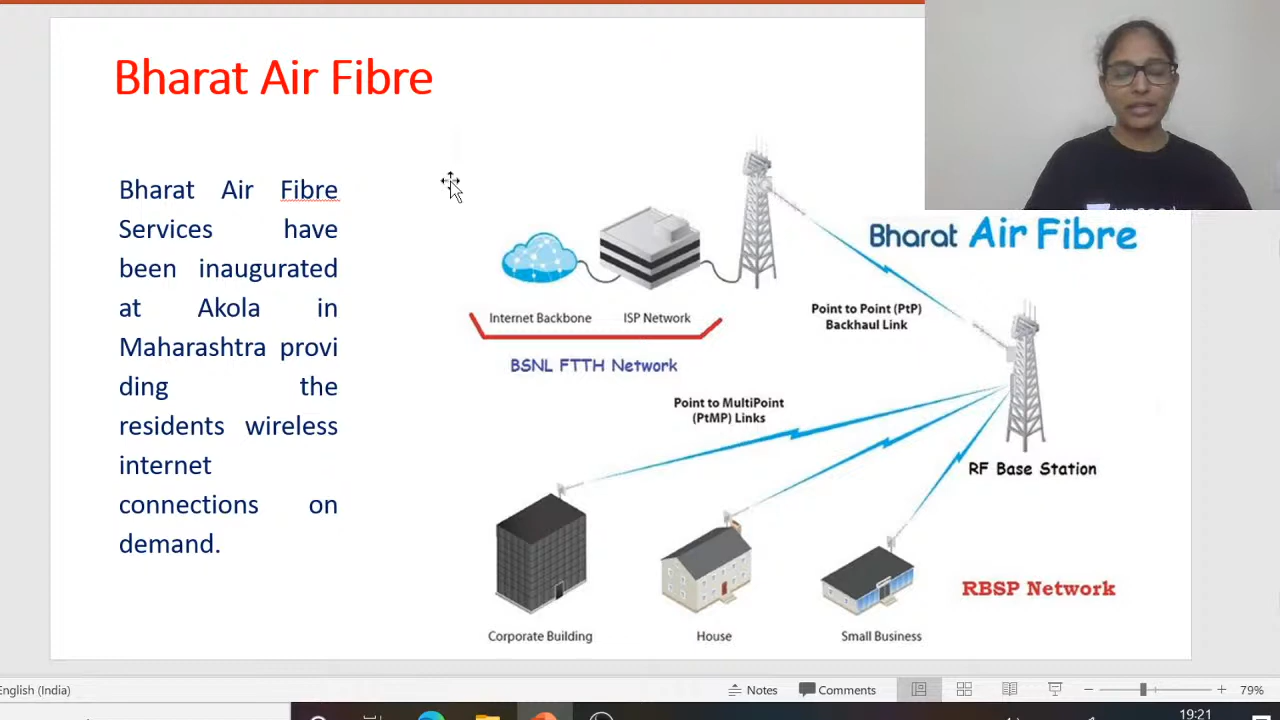 Bharat Air Fibre
Bharat Air Fibre
Services have
been inaugurated
at Akola in
Maharashtra provi
ding the
residents wireless
internet
connections on
demand.
Bharat Air Fibre
Point to Point (PtP)
Backhaul Link
Internet Backbone
ISP Network
BSNL FTTH Network
Point to MultiPoint
(PtMP) Links
RF Base Station
RBSP Network
Corporate Building
House
Small Business
English (India)
Notes
Comments
79%
19:21